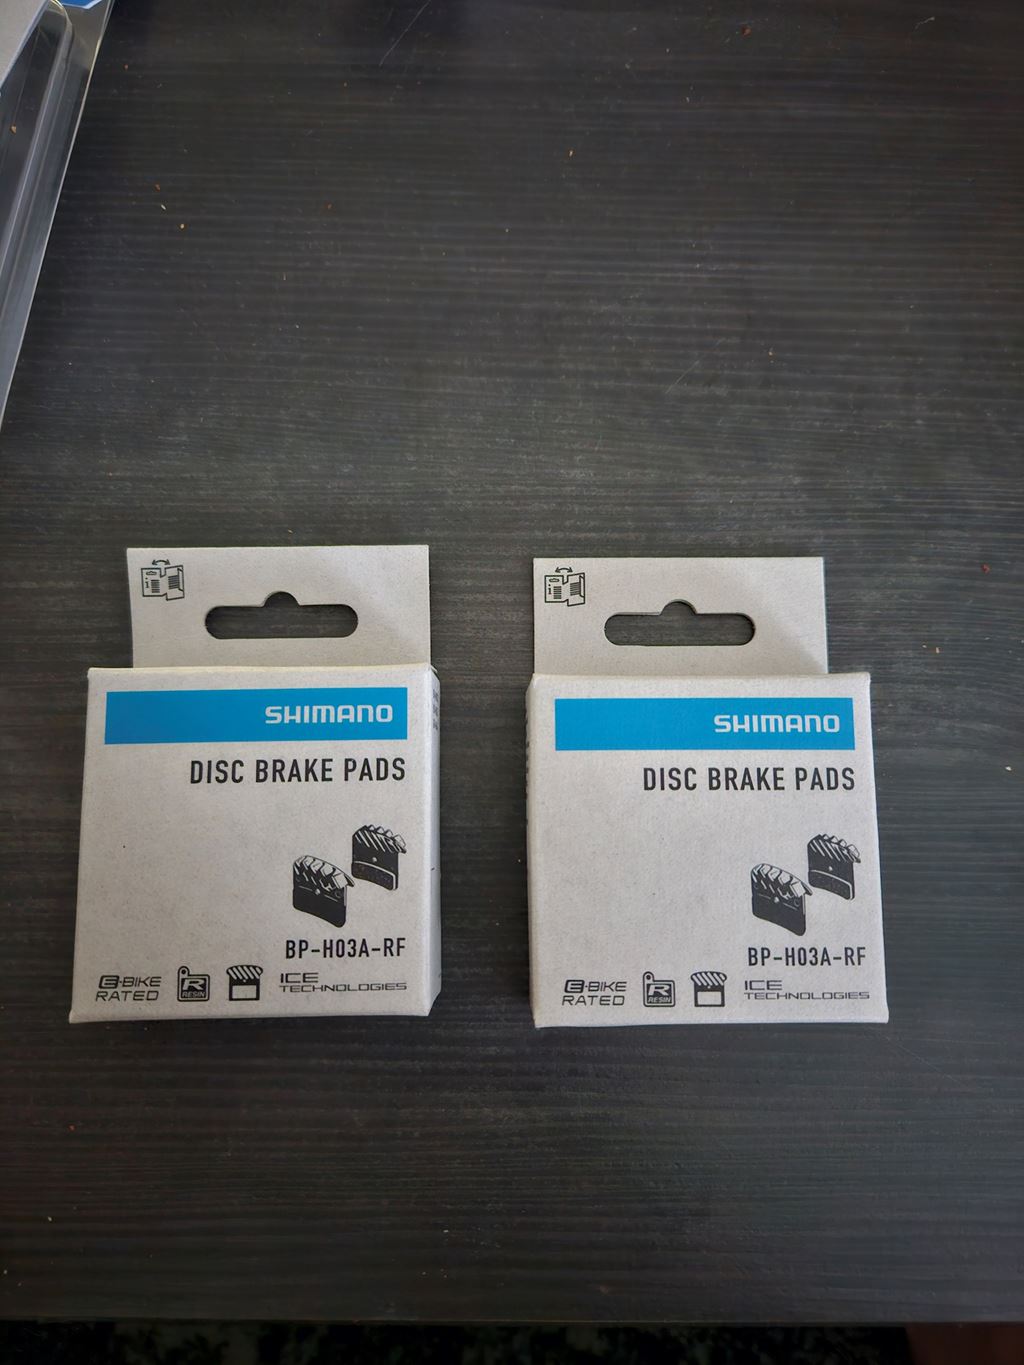 SHIMANO
DISC BRAKE PADS
BP-H03A-RF
E-BIKE
RATED
R
RESIN
ICE
TECHNOLOGIES
SHIMANO
DISC BRAKE PADS
BP-H03A-RF
E-BIKE
RATED
R
RESIN
ICE
TECHNOLOGIES